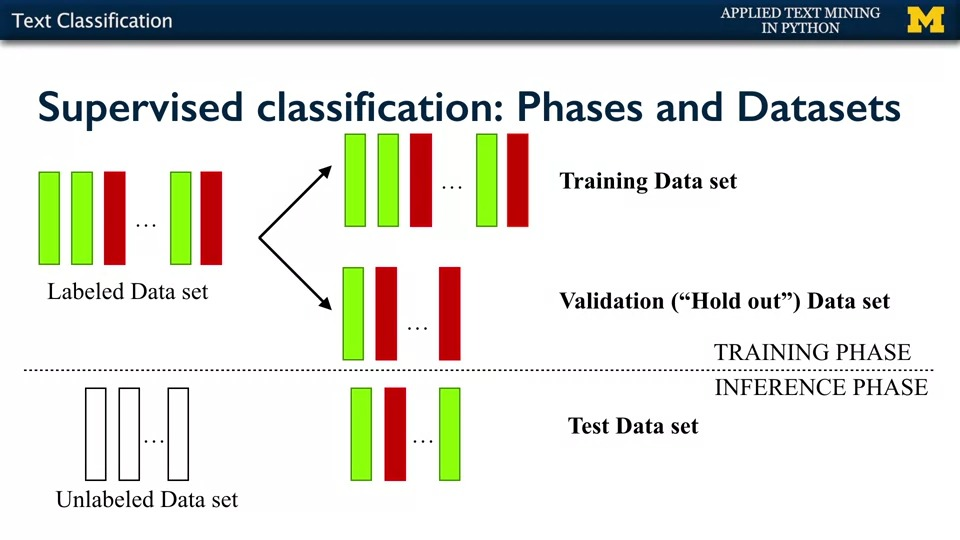 Text Classification
APPLIED TEXT MINING
IN PYTHON
M
Supervised classification: Phases and Datasets
…
…
Training Data set
Labeled Data set
…
Validation (“Hold out”) Data set
TRAINING PHASE
INFERENCE PHASE
…
…
Test Data set
Unlabeled Data set